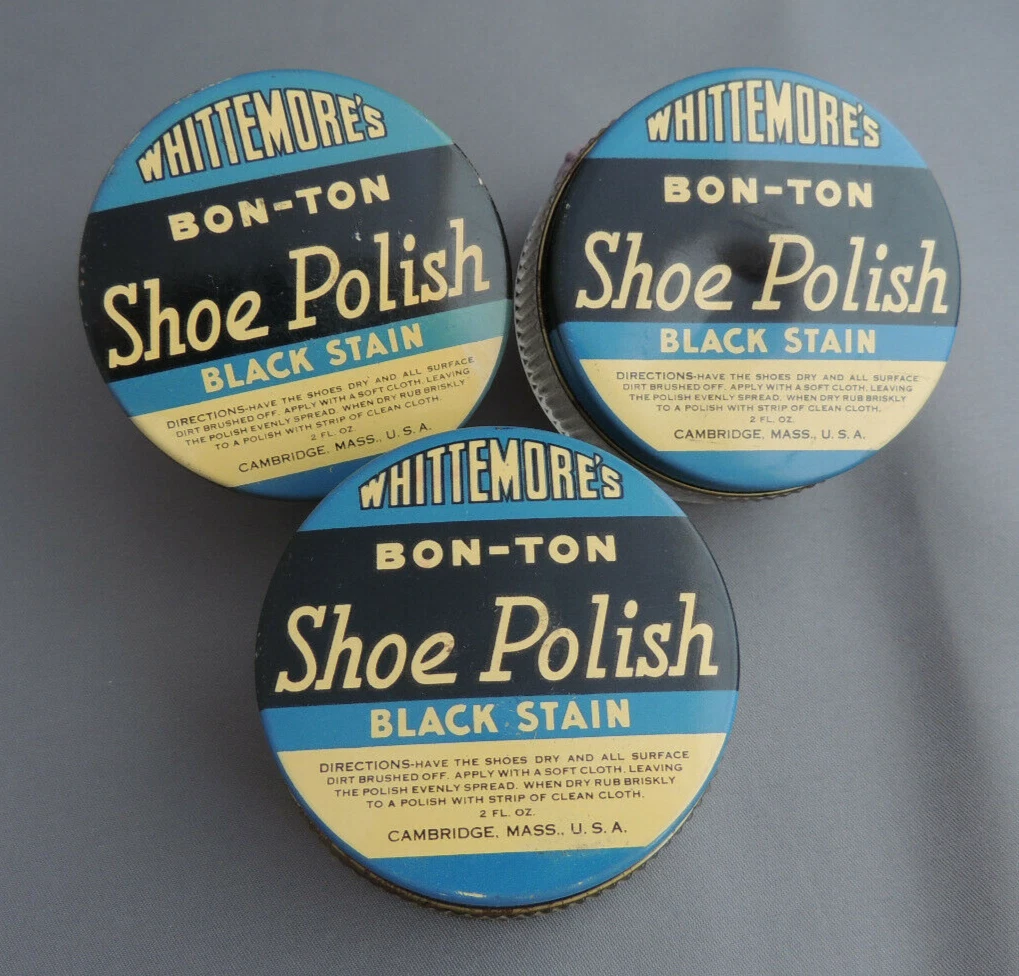 WHITTEMORE'S
BON-TON
Shoe Polish
BLACK STAIN
DIRECTIONS-HAVE THE SHOES DRY AND ALL SURFACE
DIRT BRUSHED OFF. APPLY WITH A SOFT CLOTH, LEAVING
THE POLISH EVENLY SPREAD. WHEN DRY RUB BRISKLY
TO A POLISH WITH STRIP OF CLEAN CLOTH.
2 FL. OZ.
CAMBRIDGE, MASS., U.S.A.
WHITTEMORE'S
BON-TON
Shoe Polish
BLACK STAIN
DIRECTIONS-HAVE THE SHOES DRY AND ALL SURFACE
DIRT BRUSHED OFF. APPLY WITH A SOFT CLOTH, LEAVING
THE POLISH EVENLY SPREAD. WHEN DRY RUB BRISKLY
TO A POLISH WITH STRIP OF CLEAN CLOTH.
2 FL. OZ.
CAMBRIDGE, MASS., U.S.A.
WHITTEMORE'S
BON-TON
Shoe Polish
BLACK STAIN
DIRECTIONS-HAVE THE SHOES DRY AND ALL SURFACE
DIRT BRUSHED OFF. APPLY WITH A SOFT CLOTH, LEAVING
THE POLISH EVENLY SPREAD. WHEN DRY RUB BRISKLY
TO A POLISH WITH STRIP OF CLEAN CLOTH.
2 FL. OZ.
CAMBRIDGE, MASS., U.S.A.